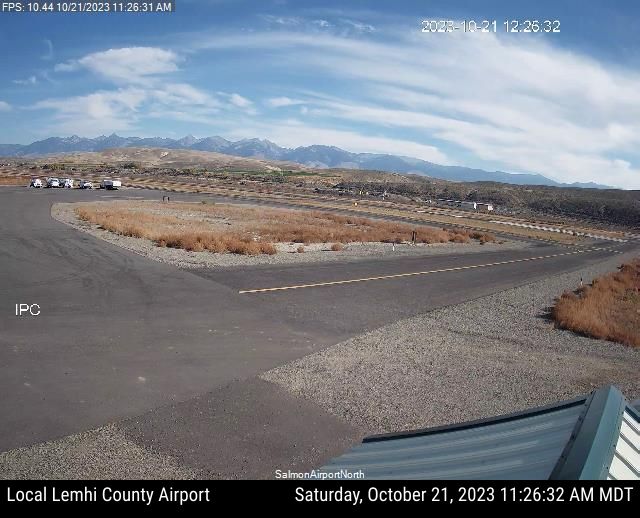 FPS: 10.44 10/21/2023 11:26:31 AM
2023-10-21 12:26:32
IPC
SalmonAirportNorth
Local Lemhi County Airport
Saturday, October 21, 2023 11:26:32 AM MDT